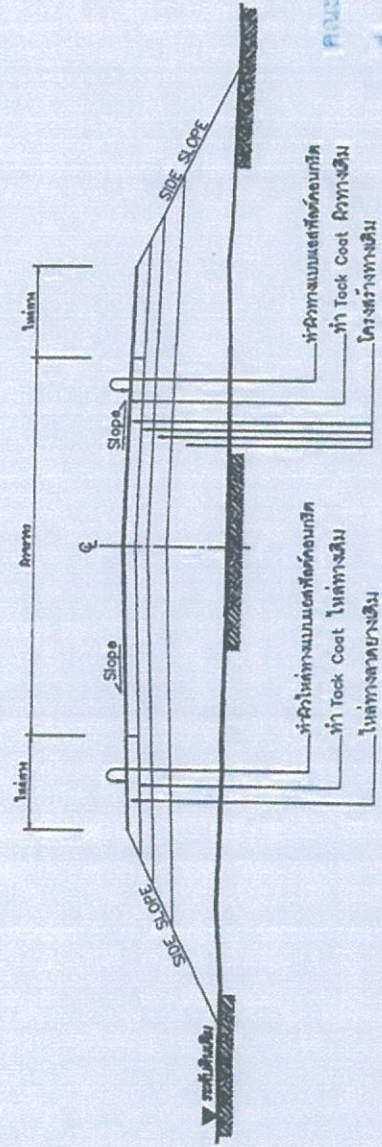 ไหล่ทาง
ผิวทาง
ไหล่ทาง
SIDE SLOPE
Slope
℄
Slope
SIDE SLOPE
ระดับดินเดิม
ทำผิวไหล่ทางแบบแอสฟัลต์คอนกรีต
ทำ Tack Coat ไหล่ทางเดิม
ไหล่ทางลาดยางเดิม
ทำผิวทางแบบแอสฟัลต์คอนกรีต
ทำ Tack Coat ผิวทางเดิม
โครงสร้างทางเดิม